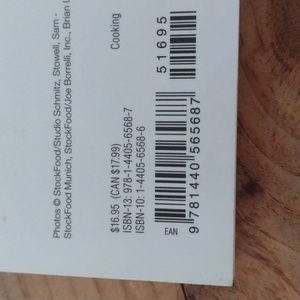 Photos © StockFood/Studio Schmitz, Stowell, Sam -
StockFood Munich, StockFood/Joe Borrelli, Inc., Brian
Cooking
$16.95 (CAN $17.99)
ISBN-13: 978-1-4405-6568-7
ISBN-10: 1-4405-6568-6
51695
EAN
9 781440 565687